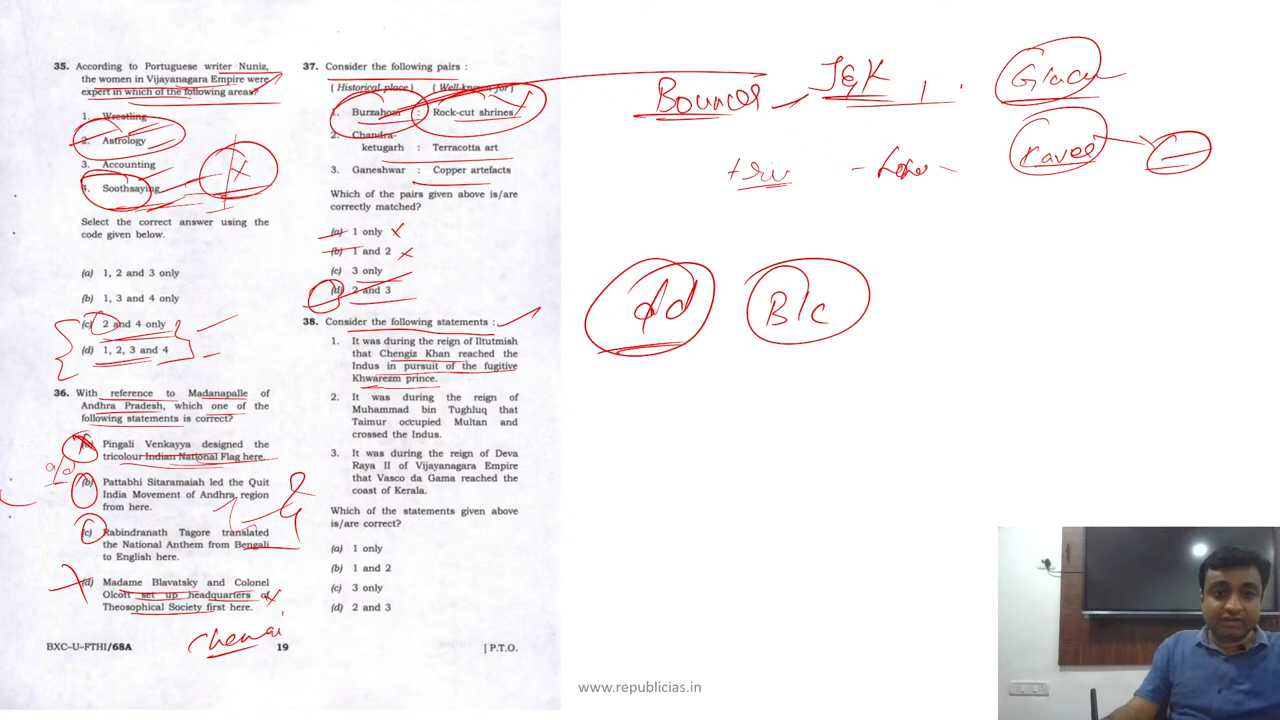 35. According to Portuguese writer Nuniz,
the women in Vijayanagara Empire were
expert in which of the following areas?
1. Wrestling
2. Astrology
3. Accounting
4. Soothsaying
Select the correct answer using the
code given below.
(a) 1, 2 and 3 only
(b) 1, 3 and 4 only
(c) 2 and 4 only
(d) 1, 2, 3 and 4
36. With reference to Madanapalle of
Andhra Pradesh, which one of the
following statements is correct?
(a) Pingali Venkayya designed the
tricolour Indian National Flag here.
(b) Pattabhi Sitaramaiah led the Quit
India Movement of Andhra region
from here.
(c) Rabindranath Tagore translated
the National Anthem from Bengali
to English here.
(d) Madame Blavatsky and Colonel
Olcott set up headquarters of
Theosophical Society first here.
a/d
Chennai
BXC-U-FTHI/68A
19
37. Consider the following pairs :
(Historical place) (Well-known for)
1. Burzahom : Rock-cut shrines
2. Chandra-
ketugarh : Terracotta art
3. Ganeshwar : Copper artefacts
Which of the pairs given above is/are
correctly matched?
(a) 1 only
(b) 1 and 2
(c) 3 only
(d) 2 and 3
38. Consider the following statements :
1. It was during the reign of Iltutmish
that Chengiz Khan reached the
Indus in pursuit of the fugitive
Khwarezm prince.
2. It was during the reign of
Muhammad bin Tughluq that
Taimur occupied Multan and
crossed the Indus.
3. It was during the reign of Deva
Raya II of Vijayanagara Empire
that Vasco da Gama reached the
coast of Kerala.
Which of the statements given above
is/are correct?
(a) 1 only
(b) 1 and 2
(c) 3 only
(d) 2 and 3
[ P.T.O.
Bouncer J&K
B/c
www.republicias.in